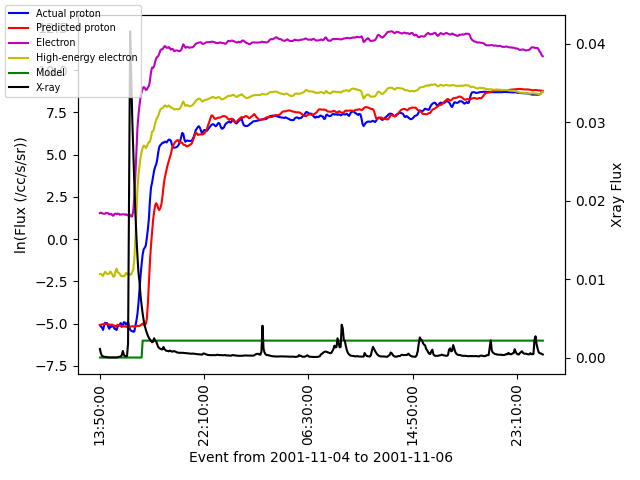 Actual proton
Predicted proton
Electron
High-energy electron
Model
X-ray
7.5
5.0
2.5
0.0
−2.5
−5.0
−7.5
ln(Flux (/cc/s/sr))
0.04
0.03
0.02
0.01
0.00
Xray Flux
13:50:00
22:10:00
06:30:00
14:50:00
23:10:00
Event from 2001-11-04 to 2001-11-06